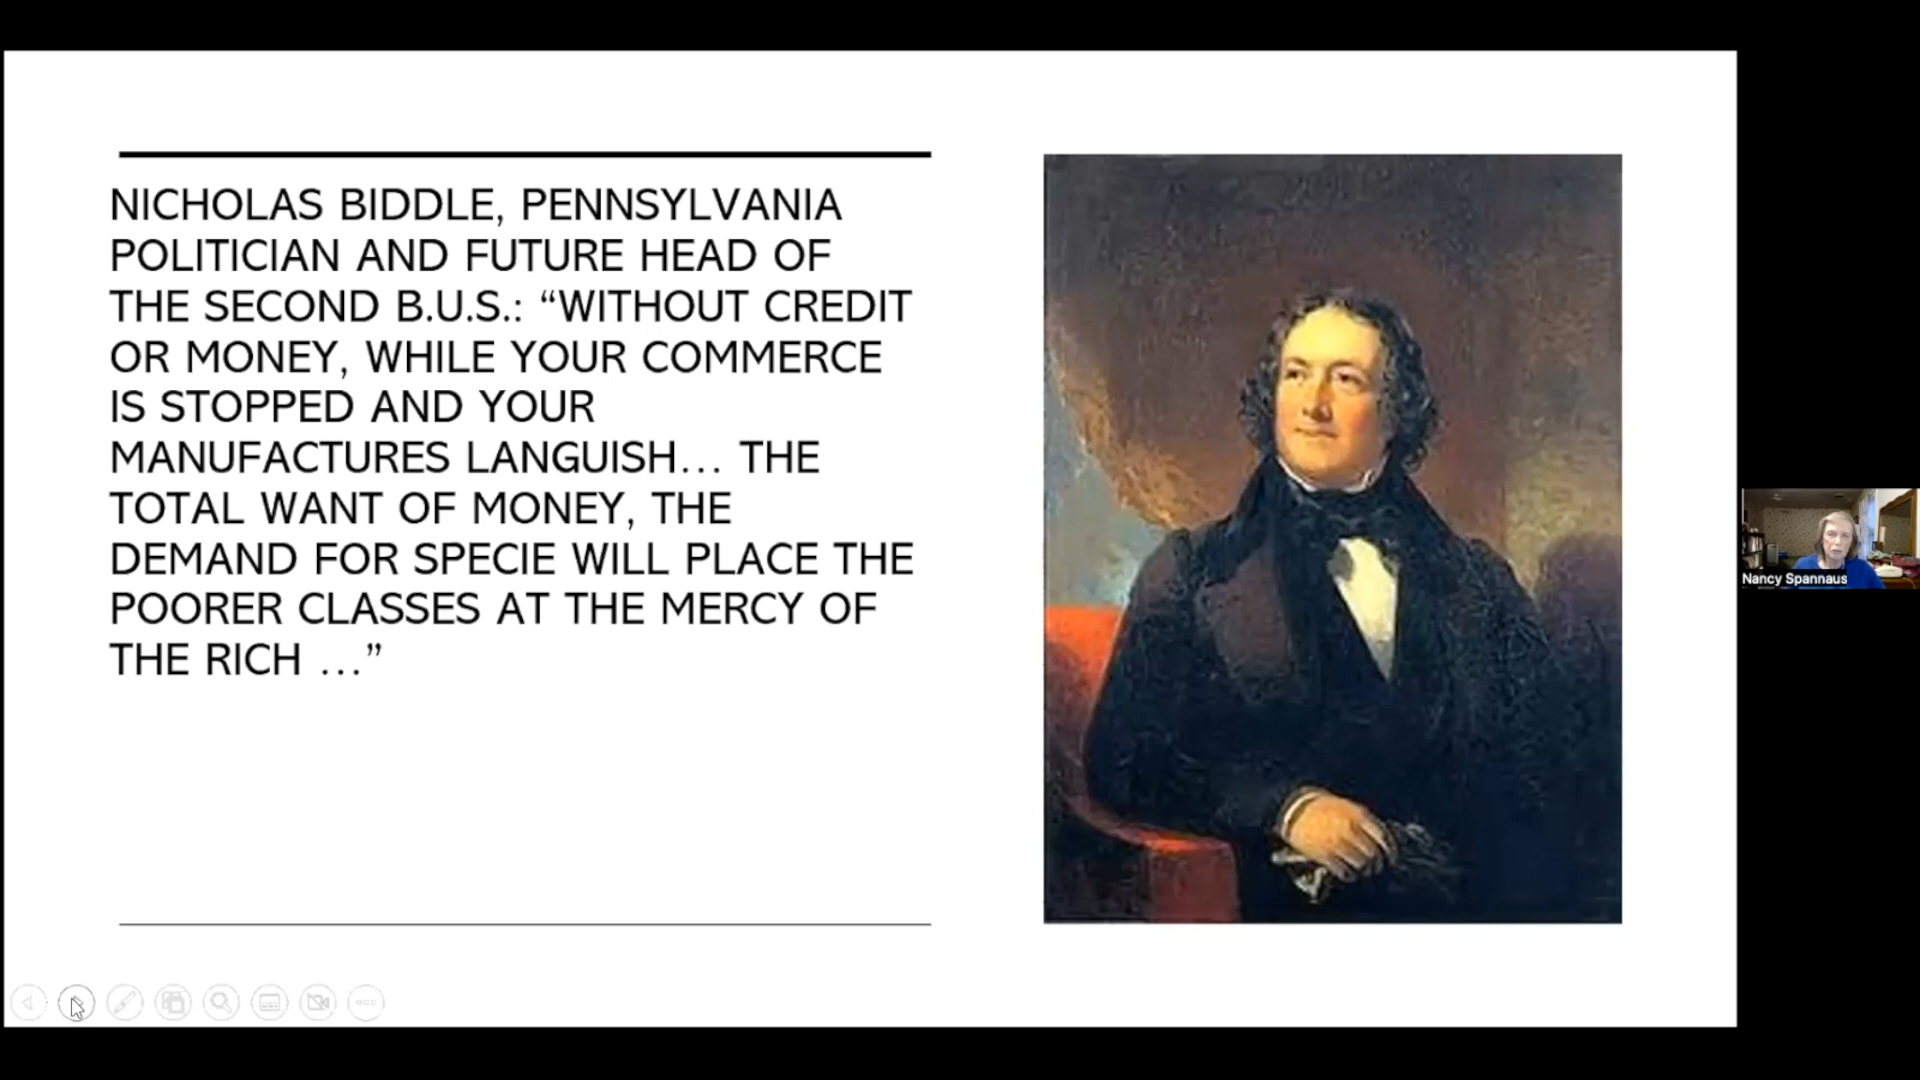 NICHOLAS BIDDLE, PENNSYLVANIA
POLITICIAN AND FUTURE HEAD OF
THE SECOND B.U.S.: “WITHOUT CREDIT
OR MONEY, WHILE YOUR COMMERCE
IS STOPPED AND YOUR
MANUFACTURES LANGUISH… THE
TOTAL WANT OF MONEY, THE
DEMAND FOR SPECIE WILL PLACE THE
POORER CLASSES AT THE MERCY OF
THE RICH …”
Nancy Spannaus